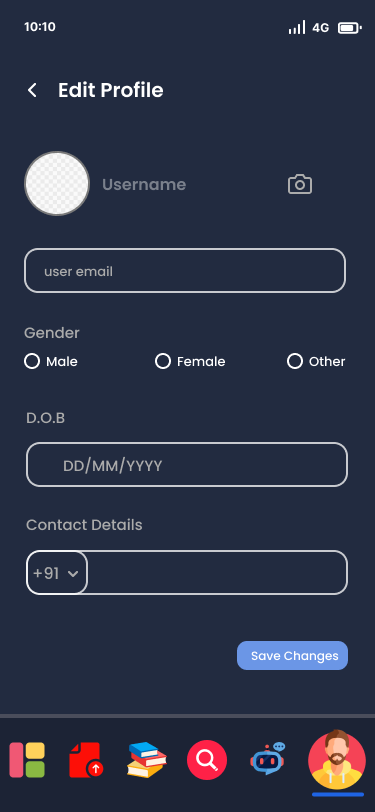 10:10
4G
Edit Profile
Username
user email
Gender
Male Female Other
D.O.B
DD/MM/YYYY
Contact Details
+91
Save Changes